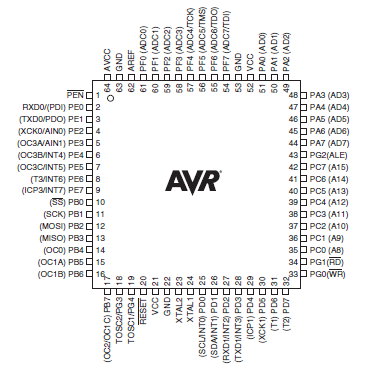 AVCC 64
GND 63
AREF 62
PF0 (ADC0) 61
PF1 (ADC1) 60
PF2 (ADC2) 59
PF3 (ADC3) 58
PF4 (ADC4/TCK) 57
PF5 (ADC5/TMS) 56
PF6 (ADC6/TDO) 55
PF7 (ADC7/TDI) 54
GND 53
VCC 52
PA0 (AD0) 51
PA1 (AD1) 50
PA2 (AD2) 49
PEN 1
RXD0/(PDI) PE0 2
(TXD0/PDO) PE1 3
(XCK0/AIN0) PE2 4
(OC3A/AIN1) PE3 5
(OC3B/INT4) PE4 6
(OC3C/INT5) PE5 7
(T3/INT6) PE6 8
(ICP3/INT7) PE7 9
(SS) PB0 10
(SCK) PB1 11
(MOSI) PB2 12
(MISO) PB3 13
(OC0) PB4 14
(OC1A) PB5 15
(OC1B) PB6 16
AVR
48 PA3 (AD3)
47 PA4 (AD4)
46 PA5 (AD5)
45 PA6 (AD6)
44 PA7 (AD7)
43 PG2(ALE)
42 PC7 (A15)
41 PC6 (A14)
40 PC5 (A13)
39 PC4 (A12)
38 PC3 (A11)
37 PC2 (A10)
36 PC1 (A9)
35 PC0 (A8)
34 PG1(RD)
33 PG0(WR)
(OC2/OC1C) PB7 17
TOSC2/PG3 18
TOSC1/PG4 19
RESET 20
VCC 21
GND 22
XTAL2 23
XTAL1 24
(SCL/INT0) PD0 25
(SDA/INT1) PD1 26
(RXD1/INT2) PD2 27
(TXD1/INT3) PD3 28
(ICP1) PD4 29
(XCK1) PD5 30
(T1) PD6 31
(T2) PD7 32